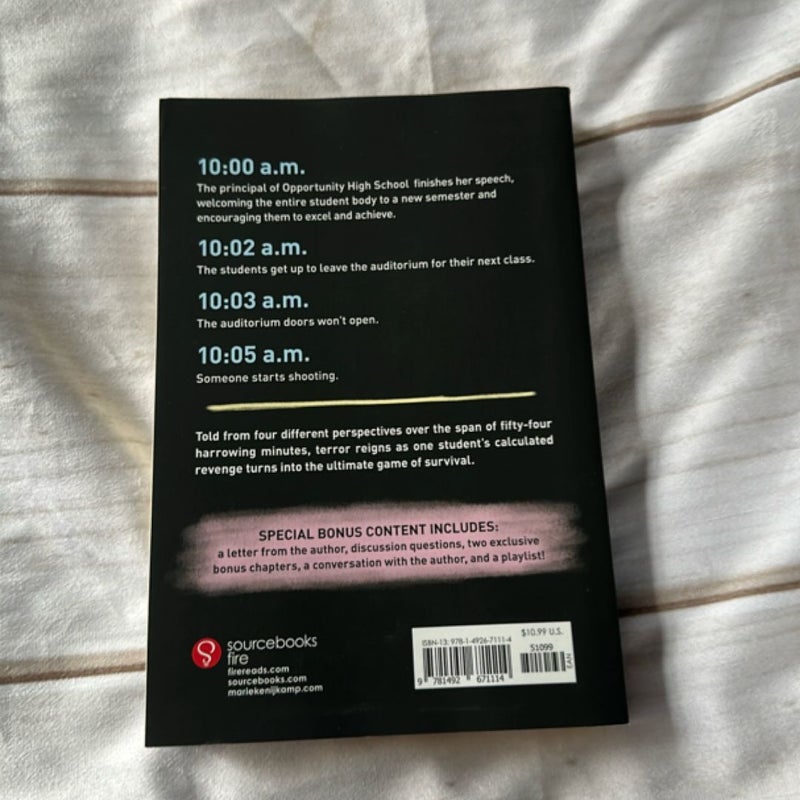 10:00 a.m.
The principal of Opportunity High School finishes her speech,
welcoming the entire student body to a new semester and
encouraging them to excel and achieve.
10:02 a.m.
The students get up to leave the auditorium for their next class.
10:03 a.m.
The auditorium doors won't open.
10:05 a.m.
Someone starts shooting.
Told from four different perspectives over the span of fifty-four
harrowing minutes, terror reigns as one student's calculated
revenge turns into the ultimate game of survival.
SPECIAL BONUS CONTENT INCLUDES:
a letter from the author, discussion questions, two exclusive
bonus chapters, a conversation with the author, and a playlist!
sourcebooks
fire
firereads.com
sourcebooks.com
mariekenijkamp.com
ISBN-13: 978-1-4926-7111-4
$10.99 U.S.
51099
9 781492 671114
EAN